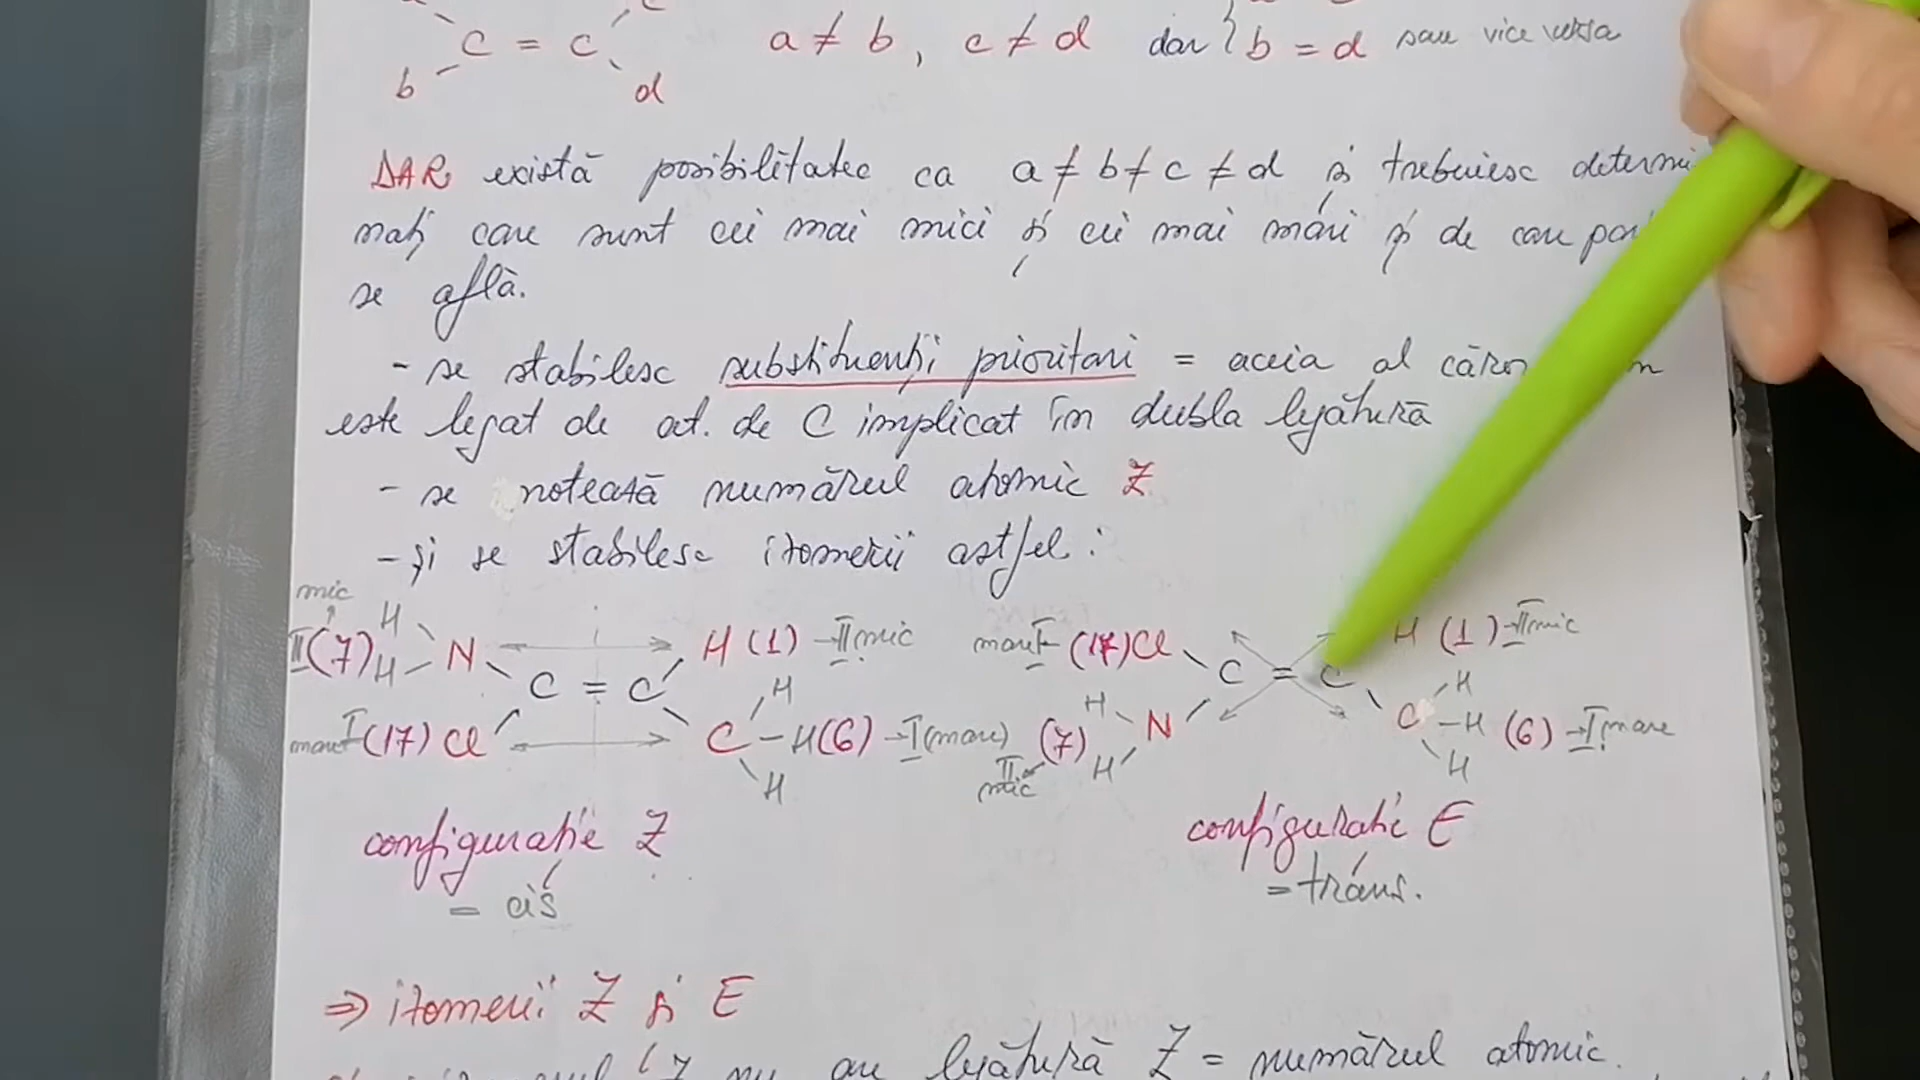 C = C a ≠ b , c ≠ d dar { b = d sau vice versa
b d
DAR există posibilitatea ca a ≠ b ≠ c ≠ d și trebuiesc determi
nați care sunt cei mai mici și cei mai mari și de care
se află.
- se stabilesc substituenții prioritari = aceia al căror
este legat de at. de C implicat în dubla legătură
- se notează numărul atomic Z
- și se stabilesc izomerii astfel :
mic
II (7) H H N H (1) → II mic mare I (17) Cl H (1) → II mic
C = C C = C
mare I (17) Cl C H H H (6) → I (mare) (7) H H N C H H H (6) → I mare
II mic
configurație Z configurație E
= cis = trans.
⇒ izomerii Z și E
nu au legătură Z = numărul atomic.